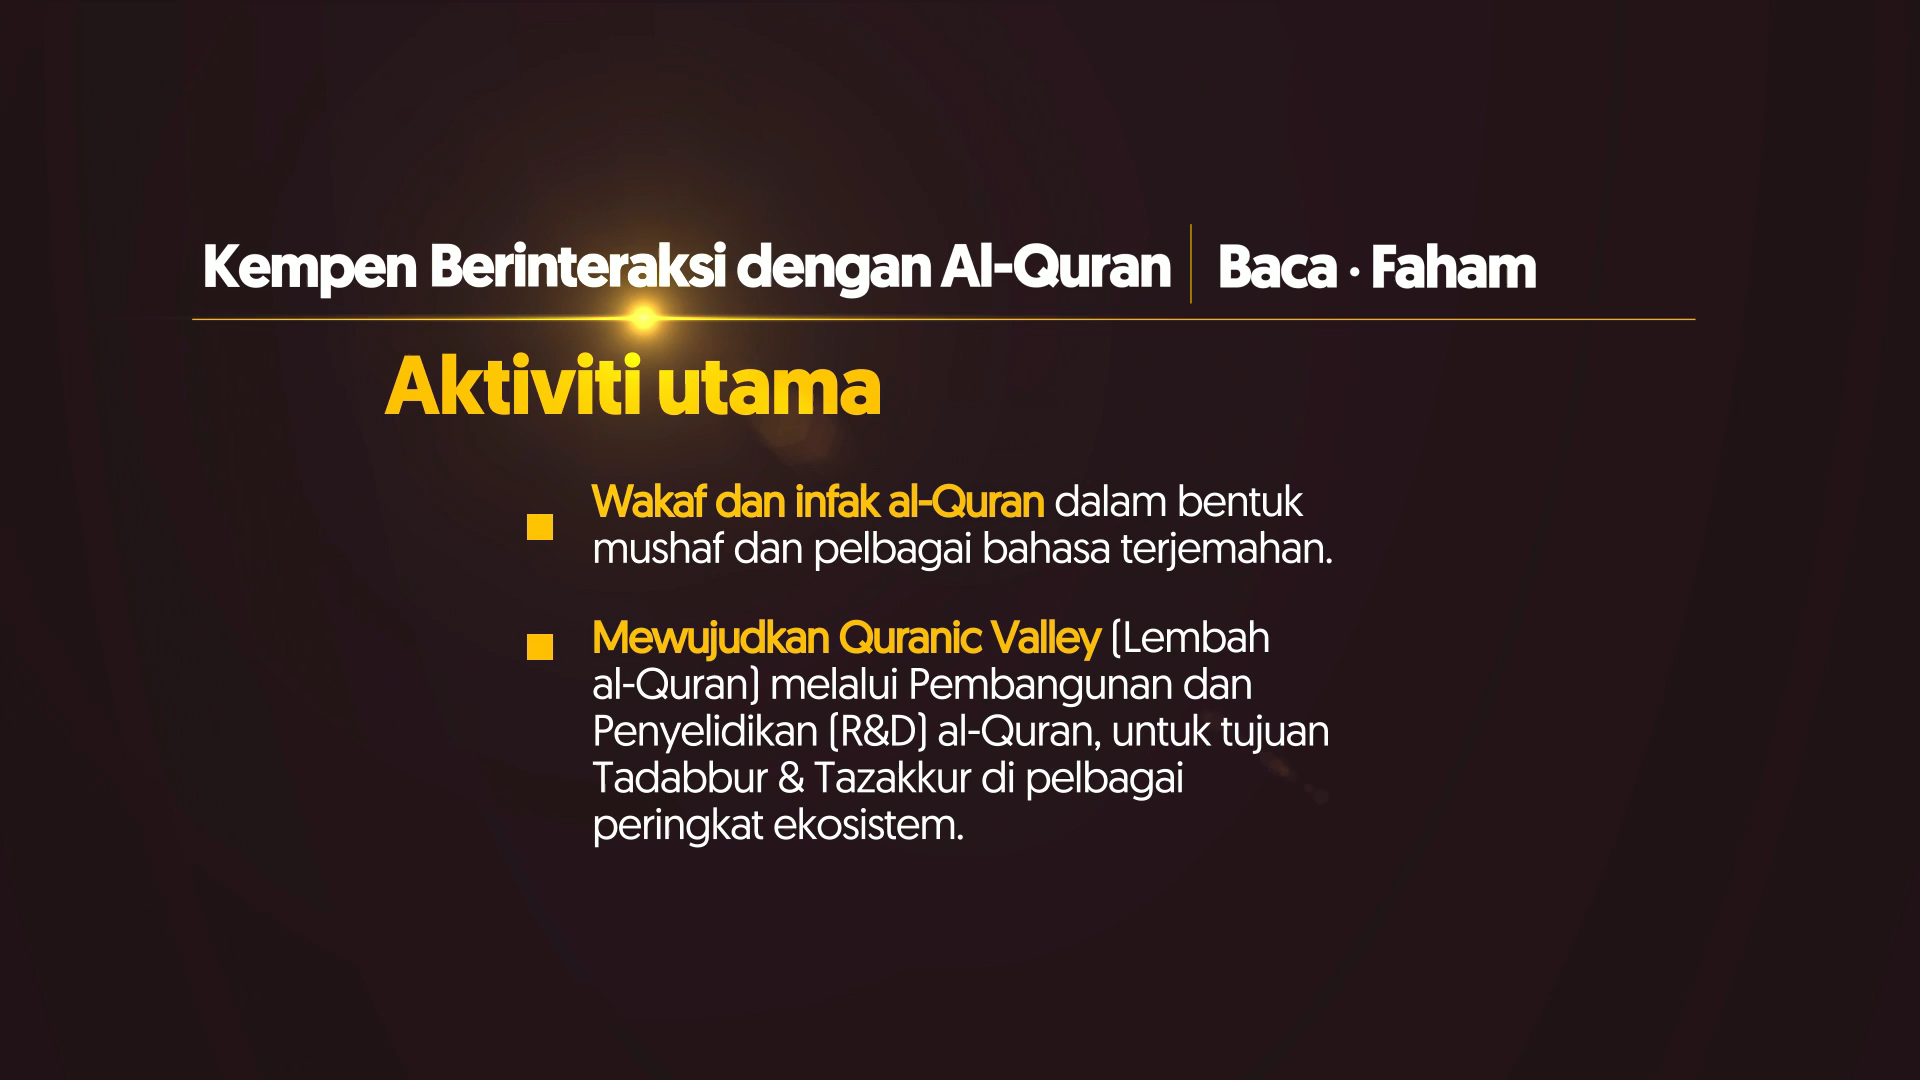 Kempen Berinteraksi dengan Al-Quran | Baca · Faham
Aktiviti utama
Wakaf dan infak al-Quran dalam bentuk
mushaf dan pelbagai bahasa terjemahan.
Mewujudkan Quranic Valley (Lembah
al-Quran) melalui Pembangunan dan
Penyelidikan (R&D) al-Quran, untuk tujuan
Tadabbur & Tazakkur di pelbagai
peringkat ekosistem.